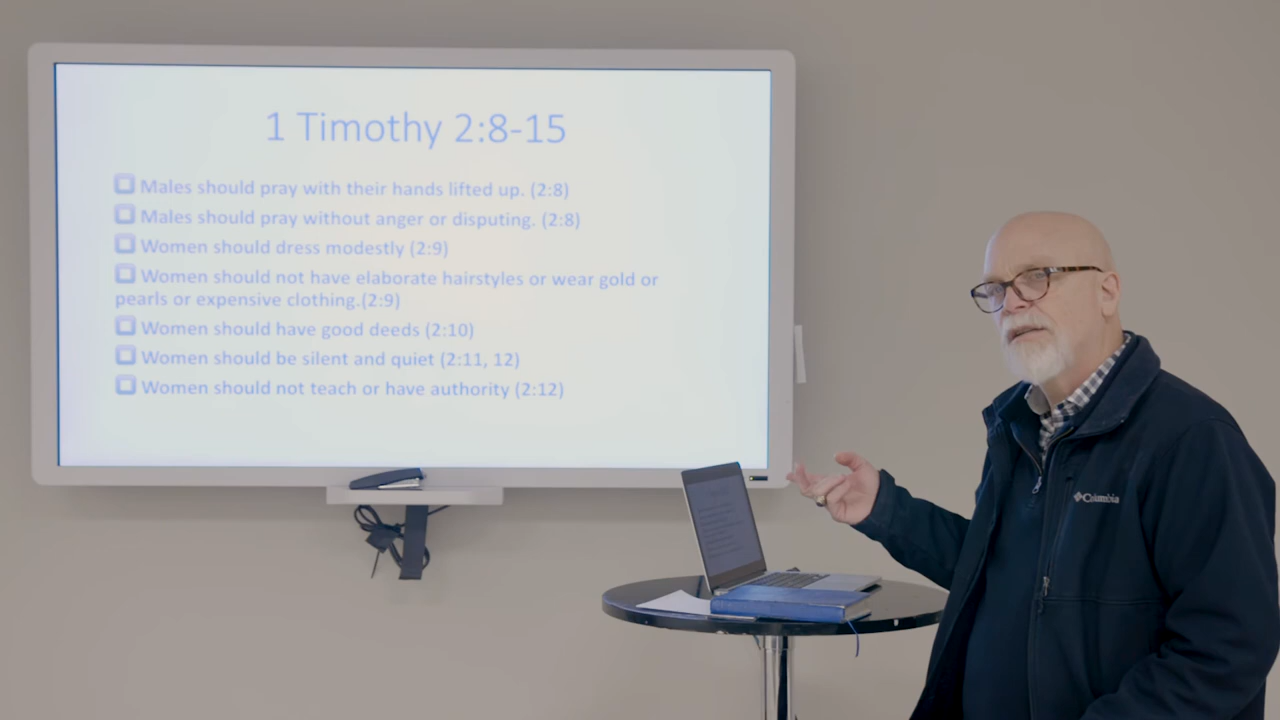 1 Timothy 2:8-15
Males should pray with their hands lifted up. (2:8)
Males should pray without anger or disputing. (2:8)
Women should dress modestly (2:9)
Women should not have elaborate hairstyles or wear gold or
pearls or expensive clothing.(2:9)
Women should have good deeds (2:10)
Women should be silent and quiet (2:11, 12)
Women should not teach or have authority (2:12)
Columbia